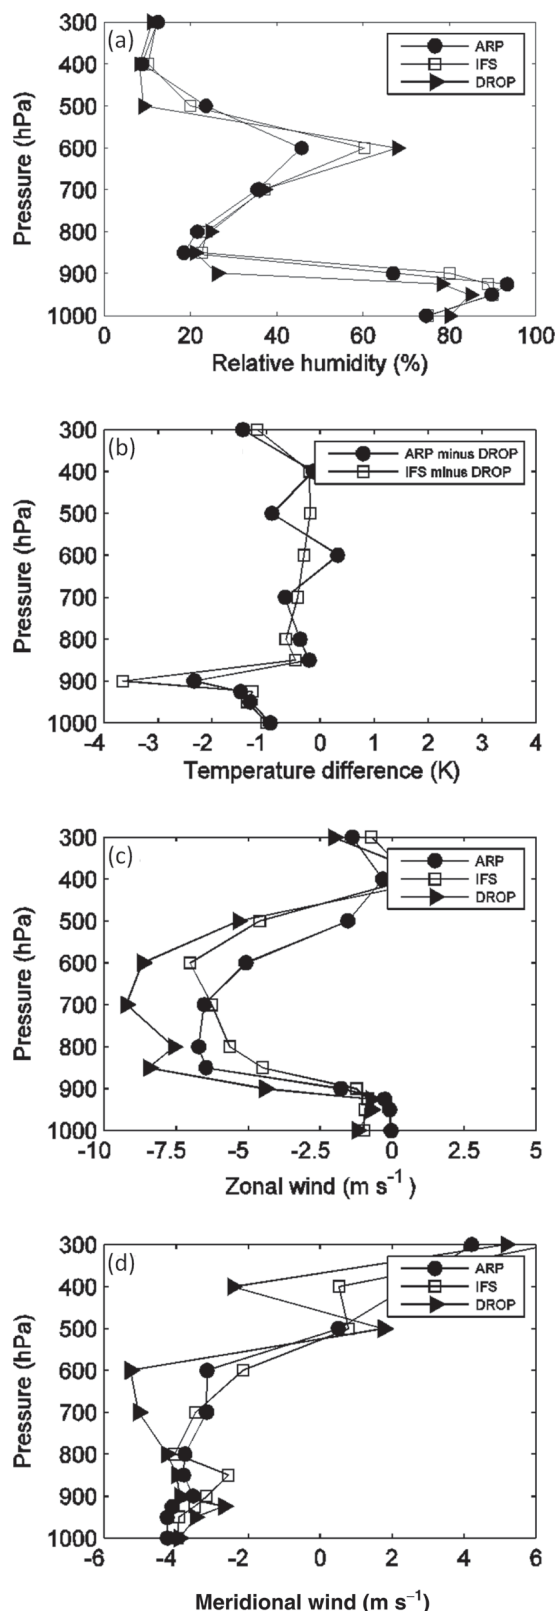 (a)
ARP
IFS
DROP
300
400
500
600
700
800
900
1000
Pressure (hPa)
0 20 40 60 80 100
Relative humidity (%)
(b)
ARP minus DROP
IFS minus DROP
300
400
500
600
700
800
900
1000
Pressure (hPa)
-4 -3 -2 -1 0 1 2 3 4
Temperature difference (K)
(c)
ARP
IFS
DROP
300
400
500
600
700
800
900
1000
Pressure (hPa)
-10 -7.5 -5 -2.5 0 2.5 5
Zonal wind (m s⁻¹ )
(d)
ARP
IFS
DROP
300
400
500
600
700
800
900
1000
Pressure (hPa)
-6 -4 -2 0 2 4 6
Meridional wind (m s⁻¹)